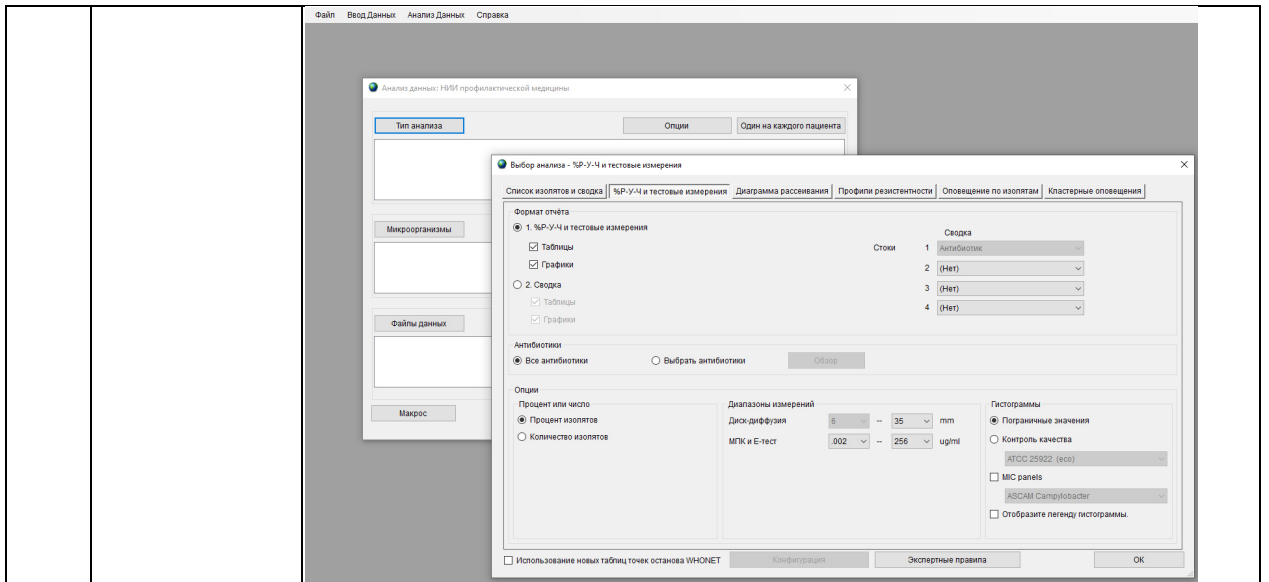 Файл Ввод Данных Анализ Данных Справка
Анализ данных: НИИ профилактической медицины
Тип анализа Опции Один на каждого пациента
Микроорганизмы
Файлы данных
Макрос
Выбор анализа - %Р-У-Ч и тестовые измерения
Список изолятов и сводка %Р-У-Ч и тестовые измерения Диаграмма рассеивания Профили резистентности Оповещение по изолятам Кластерные оповещения
Формат отчёта
1. %Р-У-Ч и тестовые измерения
Таблицы
Графики
2. Сводка
Таблицы
Графики
Сводка
Стоки 1 Антибиотик
2 (Нет)
3 (Нет)
4 (Нет)
Антибиотики
Все антибиотики Выбрать антибиотики Обзор
Опции
Процент или число
Процент изолятов
Количество изолятов
Диапазоны измерений
Диск-диффузия 6 -- 35 mm
МПК и Е-тест .002 -- 256 ug/ml
Гистограммы
Пограничные значения
Контроль качества
ATCC 25922 (eco)
MIC panels
ASCAM Campylobacter
Отобразите легенду гистограммы.
Использование новых таблиц точек останова WHONET Конфигурация Экспертные правила ОК